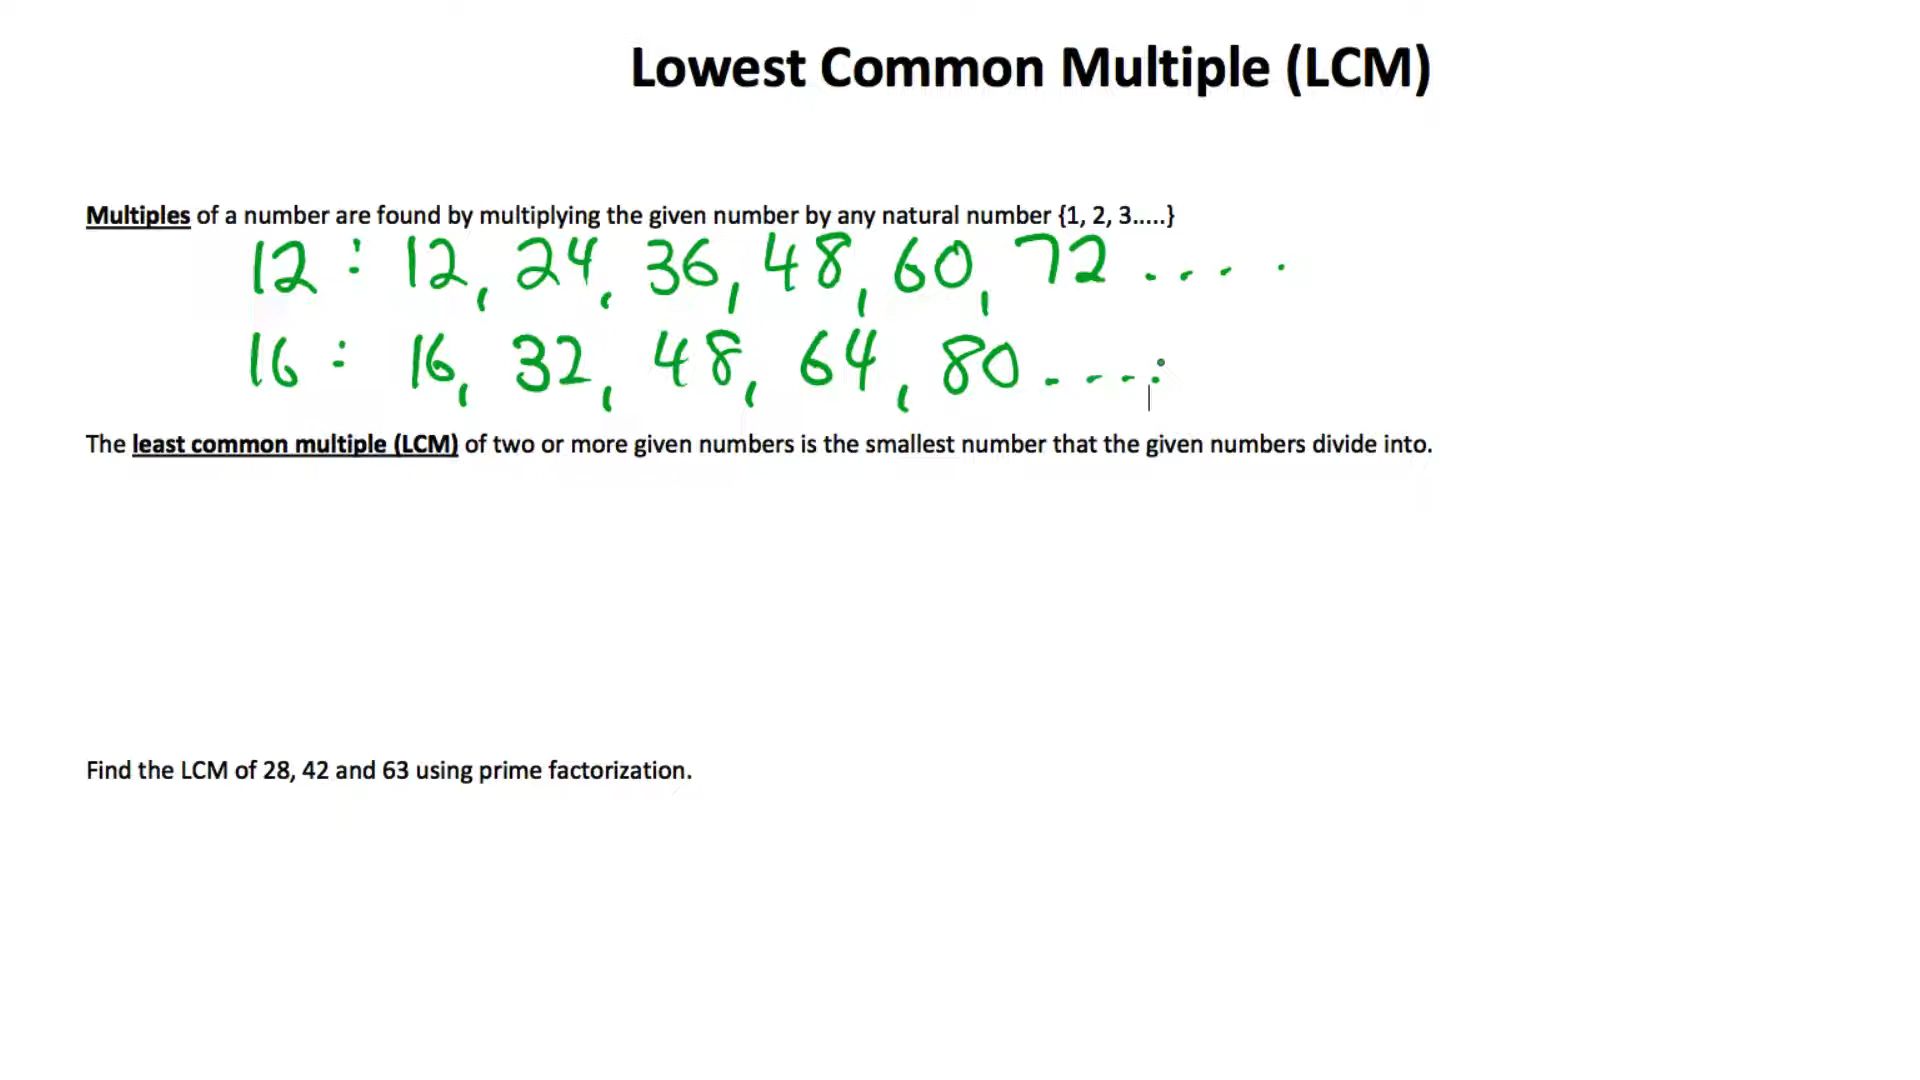 Lowest Common Multiple (LCM)
Multiples of a number are found by multiplying the given number by any natural number {1, 2, 3.....}
12 : 12, 24, 36, 48, 60, 72 .... 
16 : 16, 32, 48, 64, 80 ....
The least common multiple (LCM) of two or more given numbers is the smallest number that the given numbers divide into.
Find the LCM of 28, 42 and 63 using prime factorization.